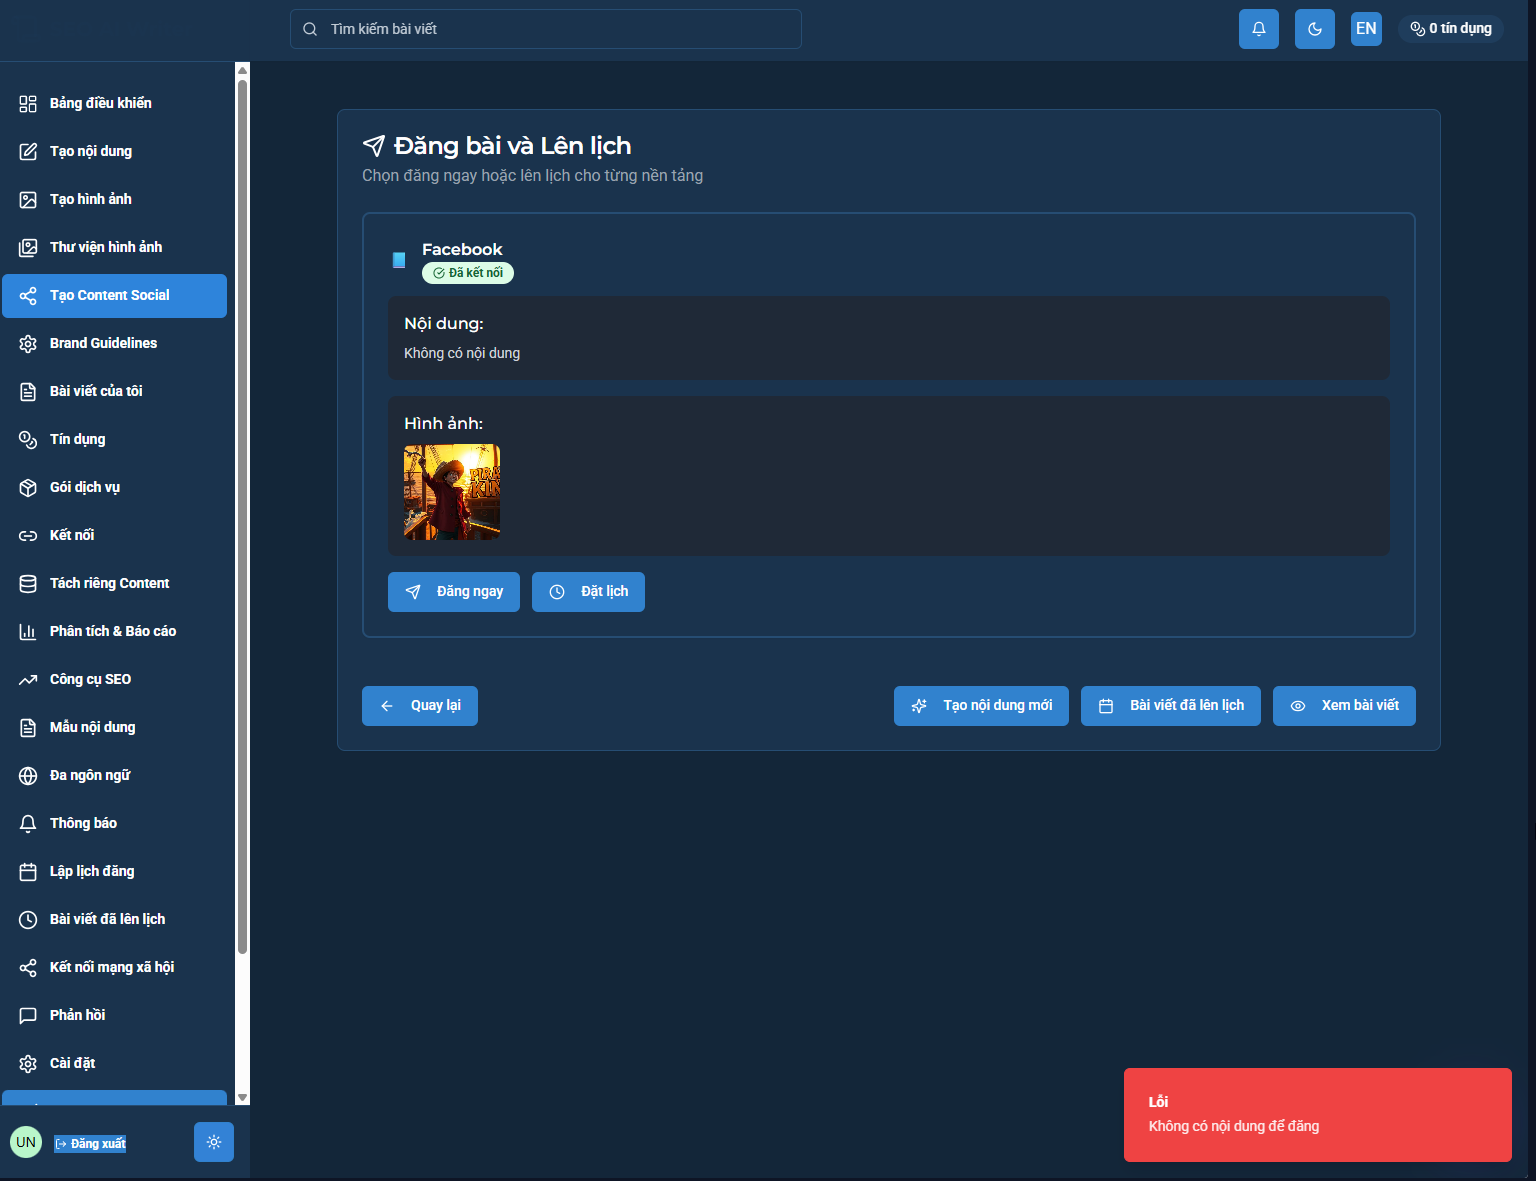 Tìm kiếm bài viết
EN
0 tín dụng
Bảng điều khiển
Tạo nội dung
Tạo hình ảnh
Thư viện hình ảnh
Tạo Content Social
Brand Guidelines
Bài viết của tôi
Tín dụng
Gói dịch vụ
Kết nối
Tách riêng Content
Phân tích & Báo cáo
Công cụ SEO
Mẫu nội dung
Đa ngôn ngữ
Thông báo
Lập lịch đăng
Bài viết đã lên lịch
Kết nối mạng xã hội
Phản hồi
Cài đặt
UN
Đăng xuất
Đăng bài và Lên lịch
Chọn đăng ngay hoặc lên lịch cho từng nền tảng
Facebook
Đã kết nối
Nội dung:
Không có nội dung
Hình ảnh:
Đăng ngay
Đặt lịch
Quay lại
Tạo nội dung mới
Bài viết đã lên lịch
Xem bài viết
Lỗi
Không có nội dung để đăng